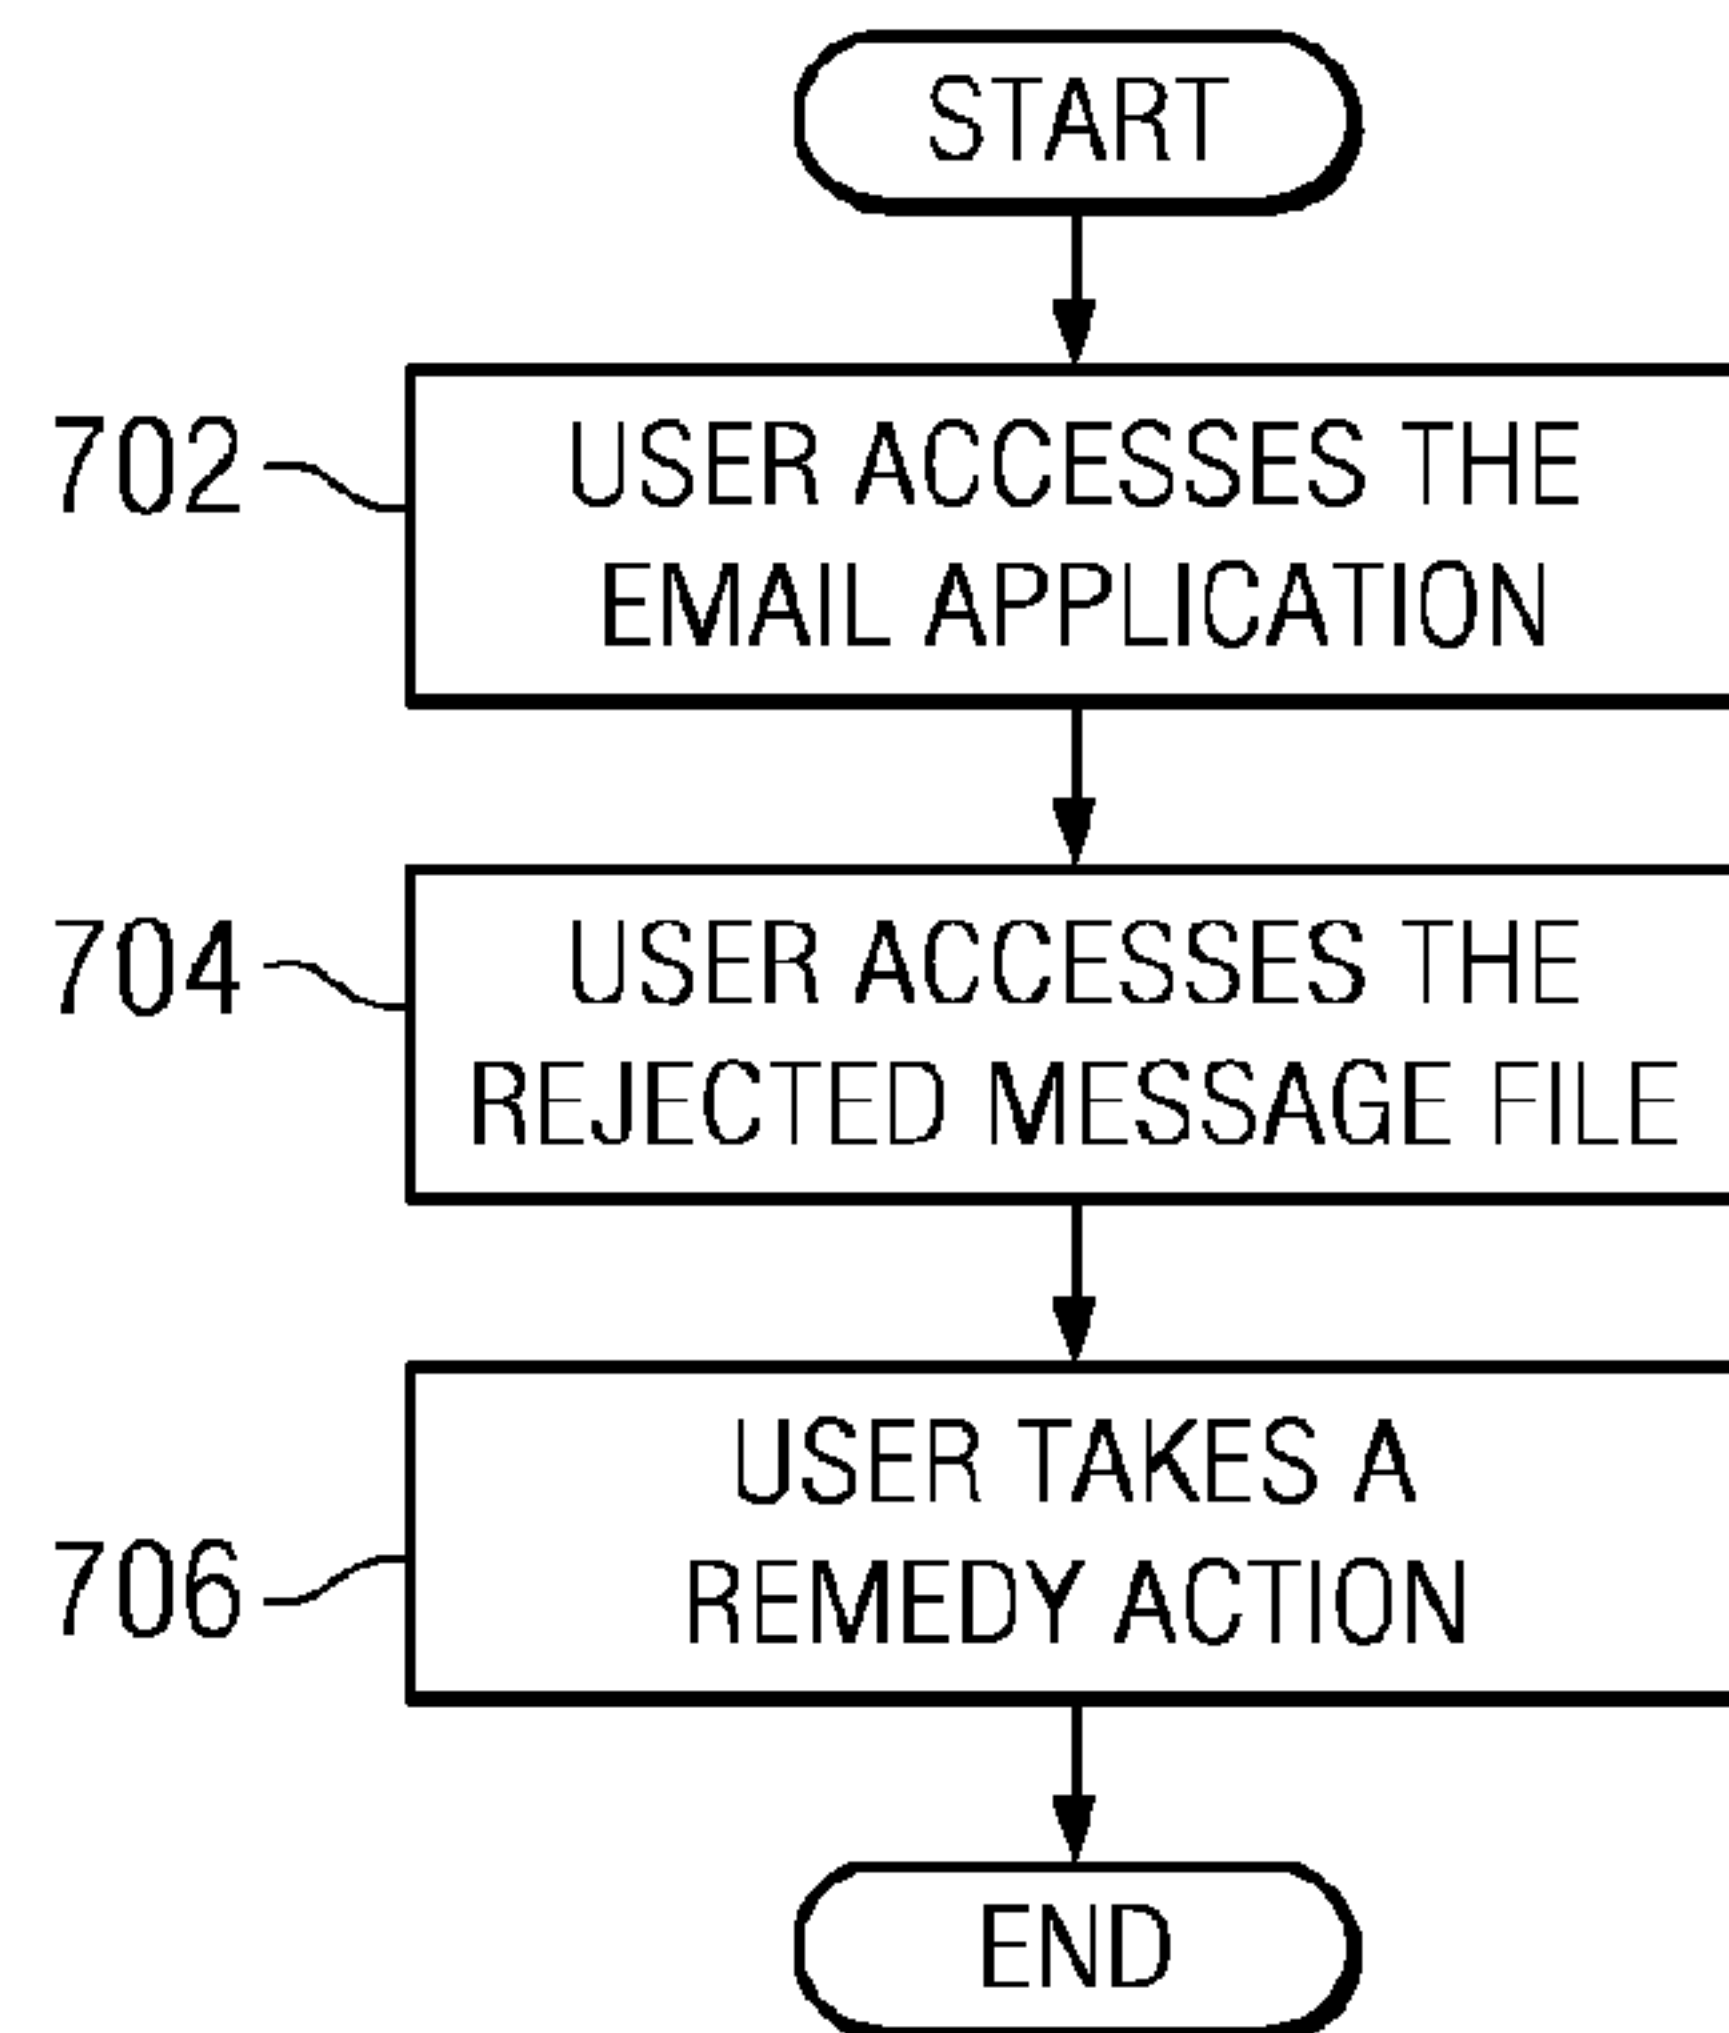 START
702
USER ACCESSES THE
EMAIL APPLICATION
704
USER ACCESSES THE
REJECTED MESSAGE FILE
706
USER TAKES A
REMEDY ACTION
END